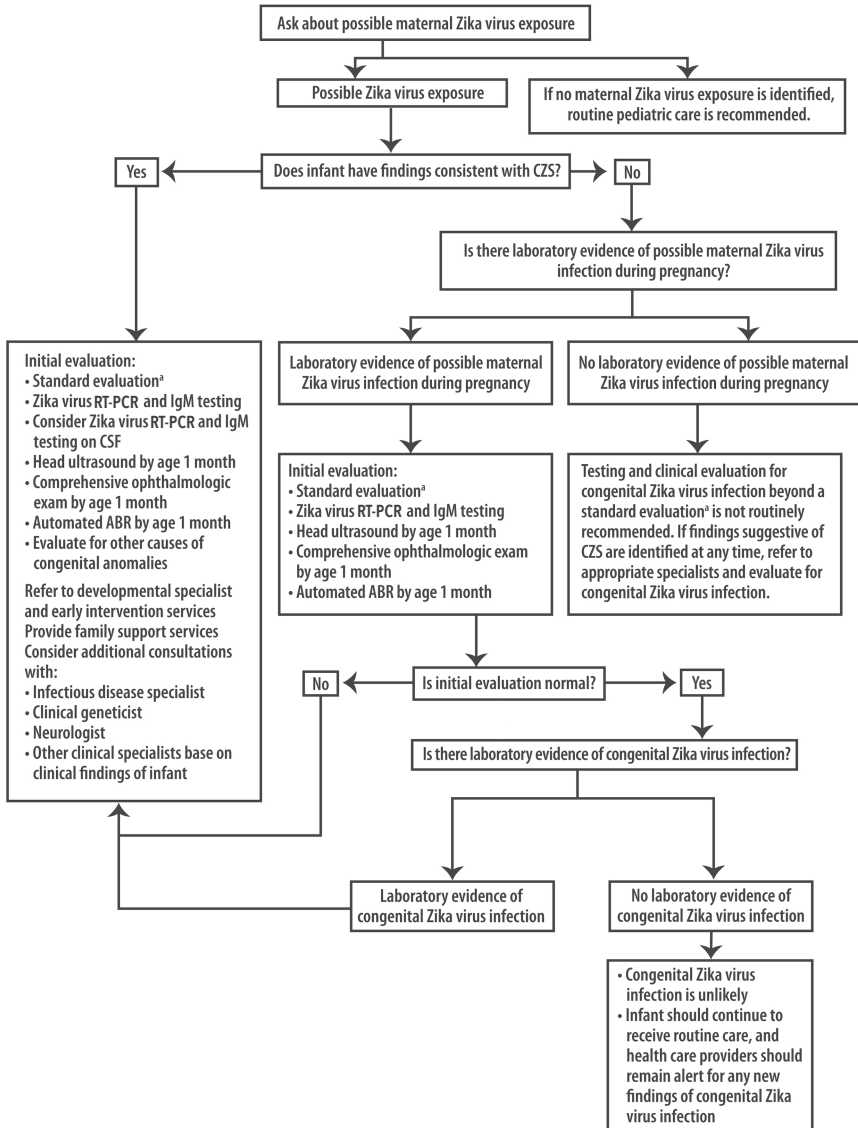 Ask about possible maternal Zika virus exposure
Possible Zika virus exposure
If no maternal Zika virus exposure is identified,
routine pediatric care is recommended.
Yes
Does infant have findings consistent with CZS?
No
Is there laboratory evidence of possible maternal Zika virus
infection during pregnancy?
Initial evaluation:
• Standard evaluationᵃ
• Zika virus RT-PCR and IgM testing
• Consider Zika virus RT-PCR and IgM
testing on CSF
• Head ultrasound by age 1 month
• Comprehensive ophthalmologic
exam by age 1 month
• Automated ABR by age 1 month
• Evaluate for other causes of
congenital anomalies
Refer to developmental specialist
and early intervention services
Provide family support services
Consider additional consultations
with:
• Infectious disease specialist
• Clinical geneticist
• Neurologist
• Other clinical specialists base on
clinical findings of infant
Laboratory evidence of possible maternal
Zika virus infection during pregnancy
No laboratory evidence of possible maternal
Zika virus infection during pregnancy
Initial evaluation:
• Standard evaluationᵃ
• Zika virus RT-PCR and IgM testing
• Head ultrasound by age 1 month
• Comprehensive ophthalmologic exam
by age 1 month
• Automated ABR by age 1 month
Testing and clinical evaluation for
congenital Zika virus infection beyond a
standard evaluationᵃ is not routinely
recommended. If findings suggestive of
CZS are identified at any time, refer to
appropriate specialists and evaluate for
congenital Zika virus infection.
No
Is initial evaluation normal?
Yes
Is there laboratory evidence of congenital Zika virus infection?
Laboratory evidence of
congenital Zika virus infection
No laboratory evidence of
congenital Zika virus infection
• Congenital Zika virus
infection is unlikely
• Infant should continue to
receive routine care, and
health care providers should
remain alert for any new
findings of congenital Zika
virus infection